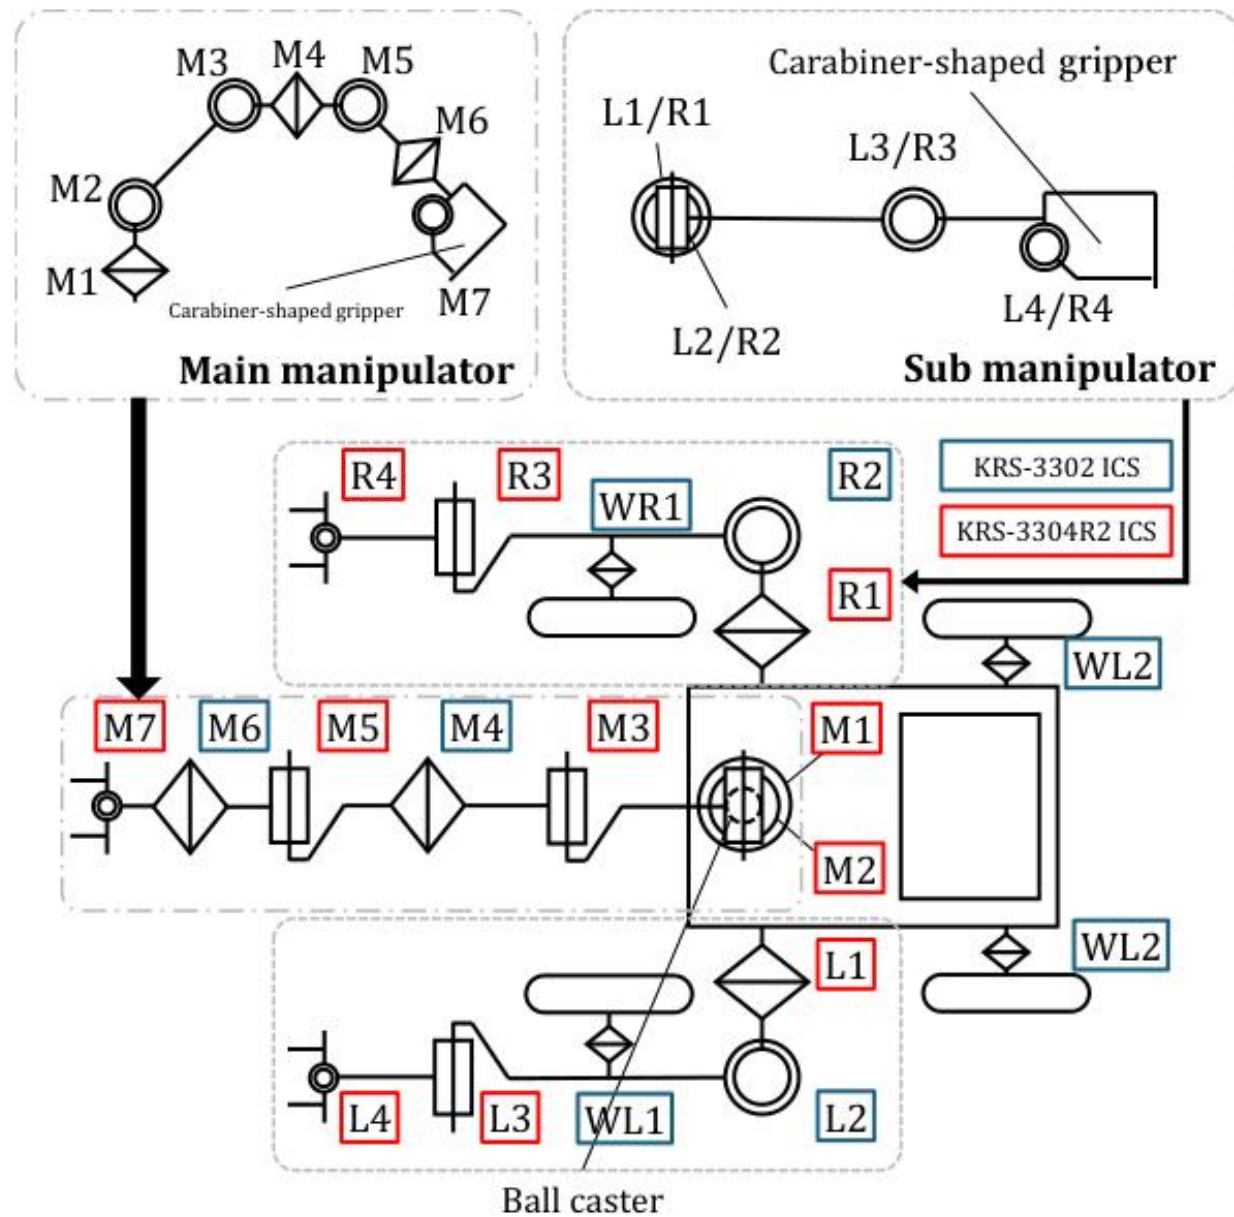 M4
M3
M5
M6
M2
M1
Carabiner-shaped gripper
M7
Main manipulator
Carabiner-shaped gripper
L1/R1
L3/R3
L4/R4
L2/R2
Sub manipulator
R4
R3
R2
KRS-3302 ICS
WR1
KRS-3304R2 ICS
R1
WL2
M7
M6
M5
M4
M3
M1
M2
L1
WL2
L4
L3
WL1
L2
Ball caster